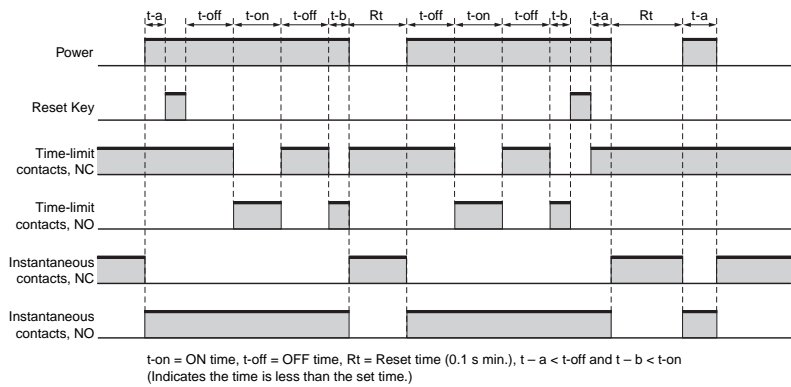 t-a t-off t-on t-off t-b Rt t-off t-on t-off t-b t-a Rt t-a
Power
Reset Key
Time-limit
contacts, NC
Time-limit
contacts, NO
Instantaneous
contacts, NC
Instantaneous
contacts, NO
t-on = ON time, t-off = OFF time, Rt = Reset time (0.1 s min.), t – a < t-off and t – b < t-on
(Indicates the time is less than the set time.)